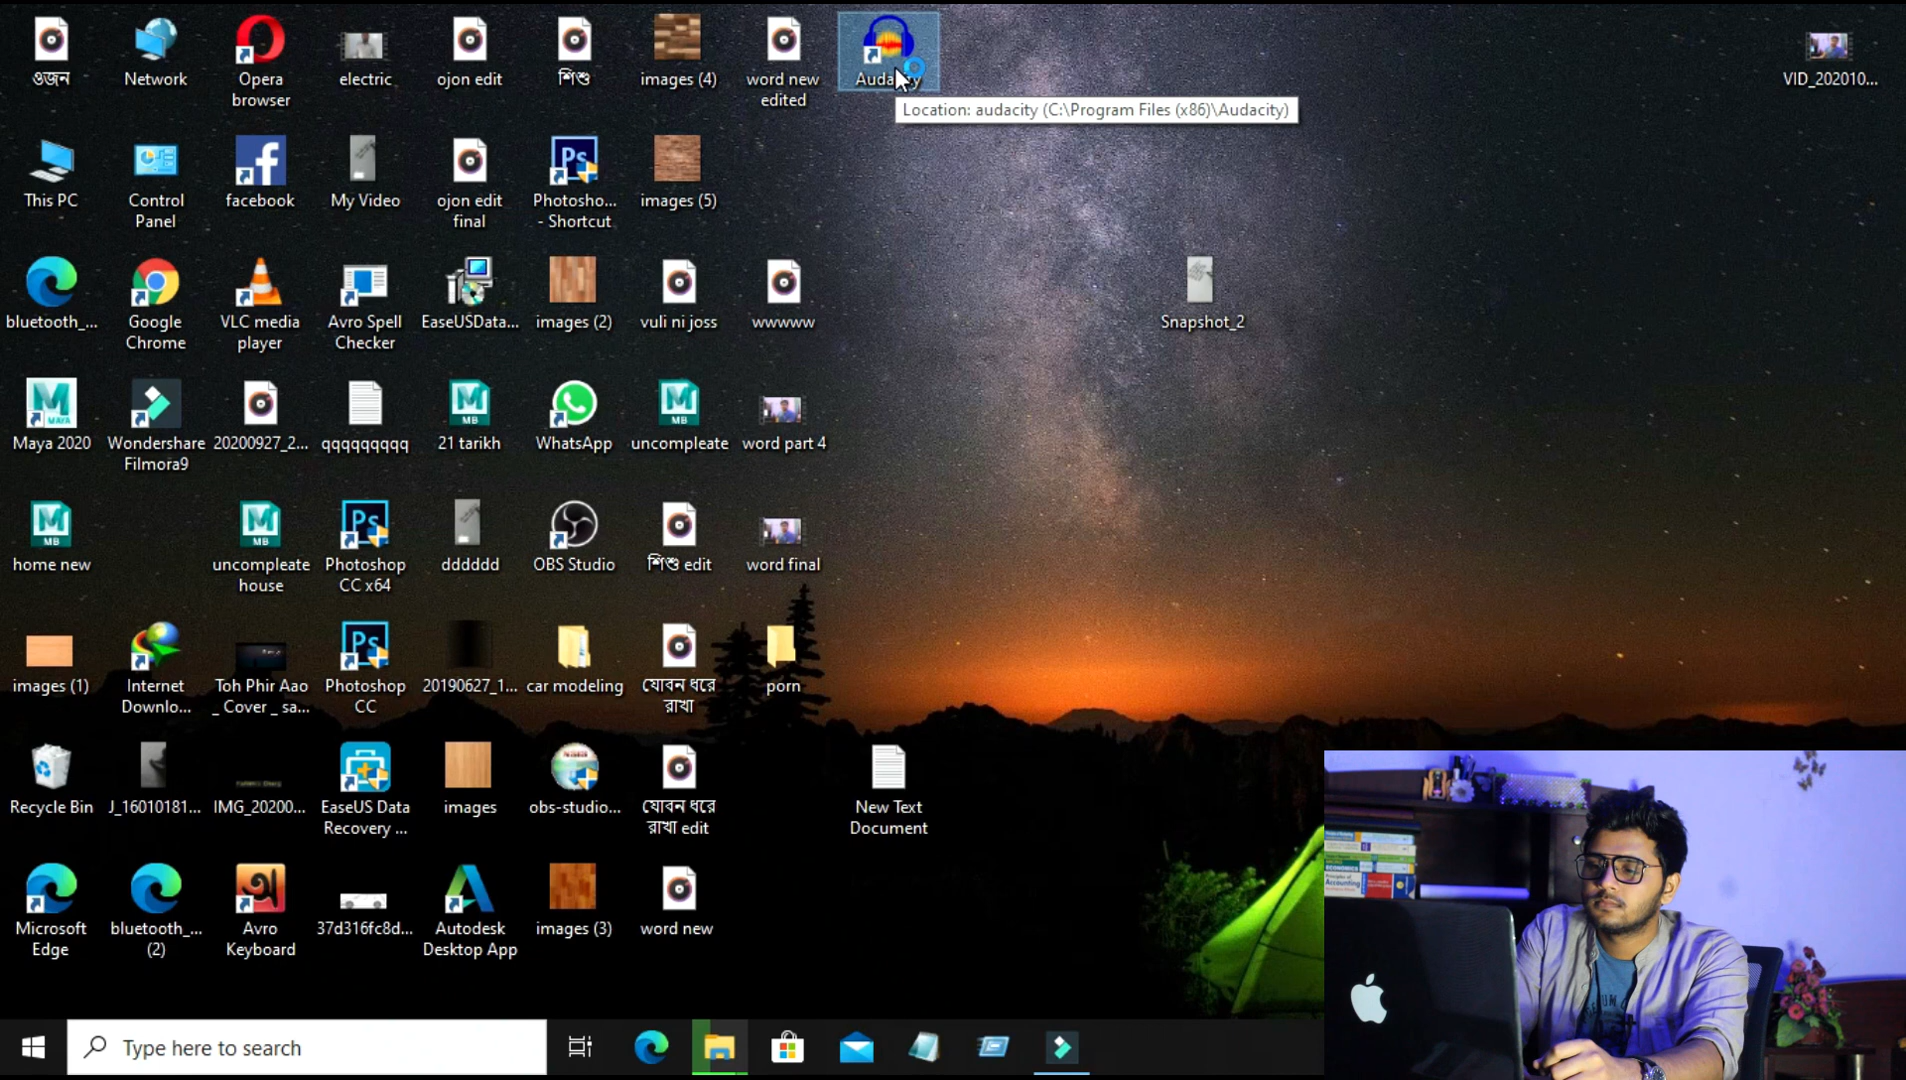 ওজন
Network
Opera
browser
electric
ojon edit
শিশু
images (4)
word new
edited
Audacity
VID_202010...
Location: audacity (C:\Program Files (x86)\Audacity)
This PC
Control
Panel
facebook
My Video
ojon edit
final
Photosho...
- Shortcut
images (5)
bluetooth_...
Google
Chrome
VLC media
player
Avro Spell
Checker
EaseUSData...
images (2)
vuli ni joss
wwwww
Snapshot_2
Maya 2020
Wondershare
Filmora9
20200927_2...
qqqqqqqqq
21 tarikh
WhatsApp
uncompleate
word part 4
home new
uncompleate
house
Photoshop
CC x64
dddddd
OBS Studio
শিশু edit
word final
images (1)
Internet
Downlo...
Toh Phir Aao
_ Cover _ sa...
Photoshop
CC
20190627_1...
car modeling
যোবন ধরে
রাখা
porn
Recycle Bin
J_16010181...
IMG_20200...
EaseUS Data
Recovery ...
images
obs-studio...
যোবন ধরে
রাখা edit
New Text
Document
Microsoft
Edge
bluetooth_...
(2)
Avro
Keyboard
37d316fc8d...
Autodesk
Desktop App
images (3)
word new
Type here to search
ECONOMICS
Accounting